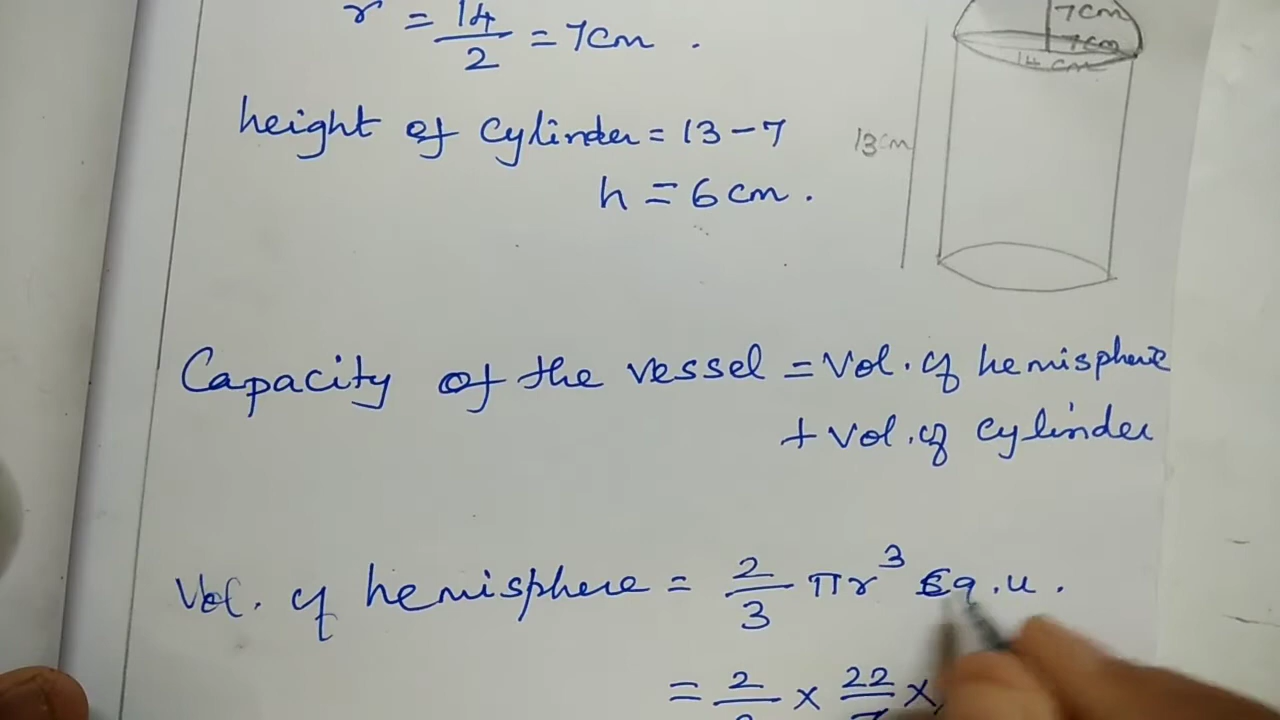 r = 14/2 = 7cm .
7cm
7cm
14 cm
height of cylinder = 13 - 7
13cm
h = 6 cm .
Capacity of the vessel = Vol. of hemisphere
+ Vol. of cylinder
Vol. of hemisphere = 2/3 πr³ Sq.u.
= 2/ × 22/7 ×